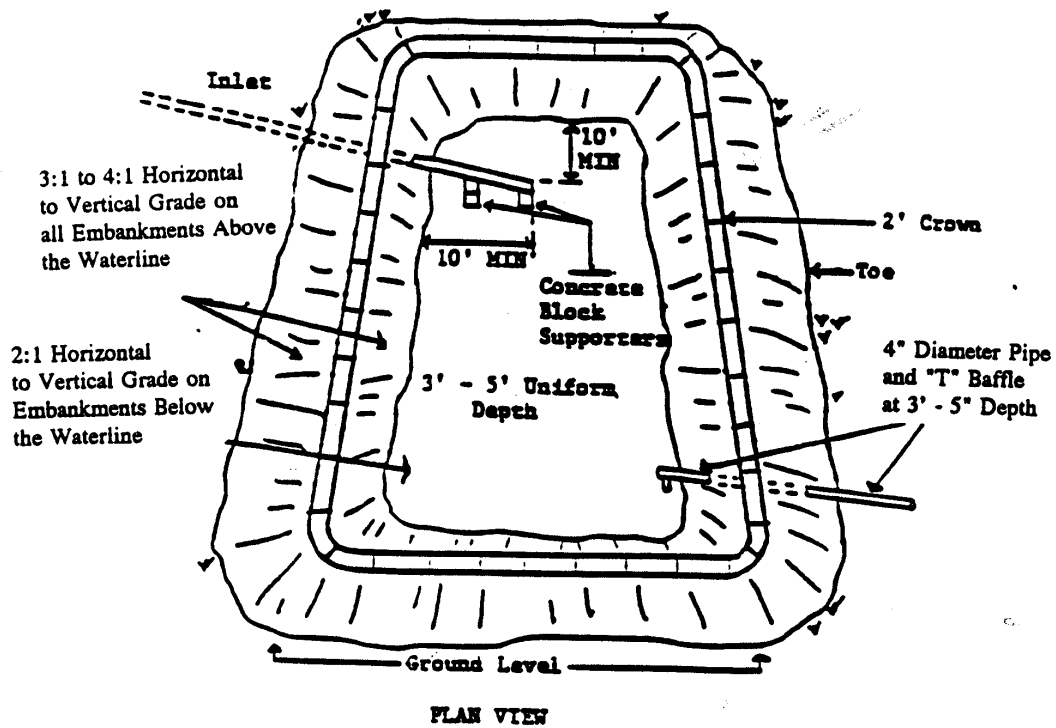 Inlet
10'
MIN
3:1 to 4:1 Horizontal
to Vertical Grade on
all Embankments Above
the Waterline
2' Crown
10' MIN
Toe
Concrete
Block
Supporters
2:1 Horizontal
to Vertical Grade on
Embankments Below
the Waterline
3' - 5' Uniform
Depth
4" Diameter Pipe
and "T" Baffle
at 3' - 5" Depth
Ground Level
PLAN VIEW